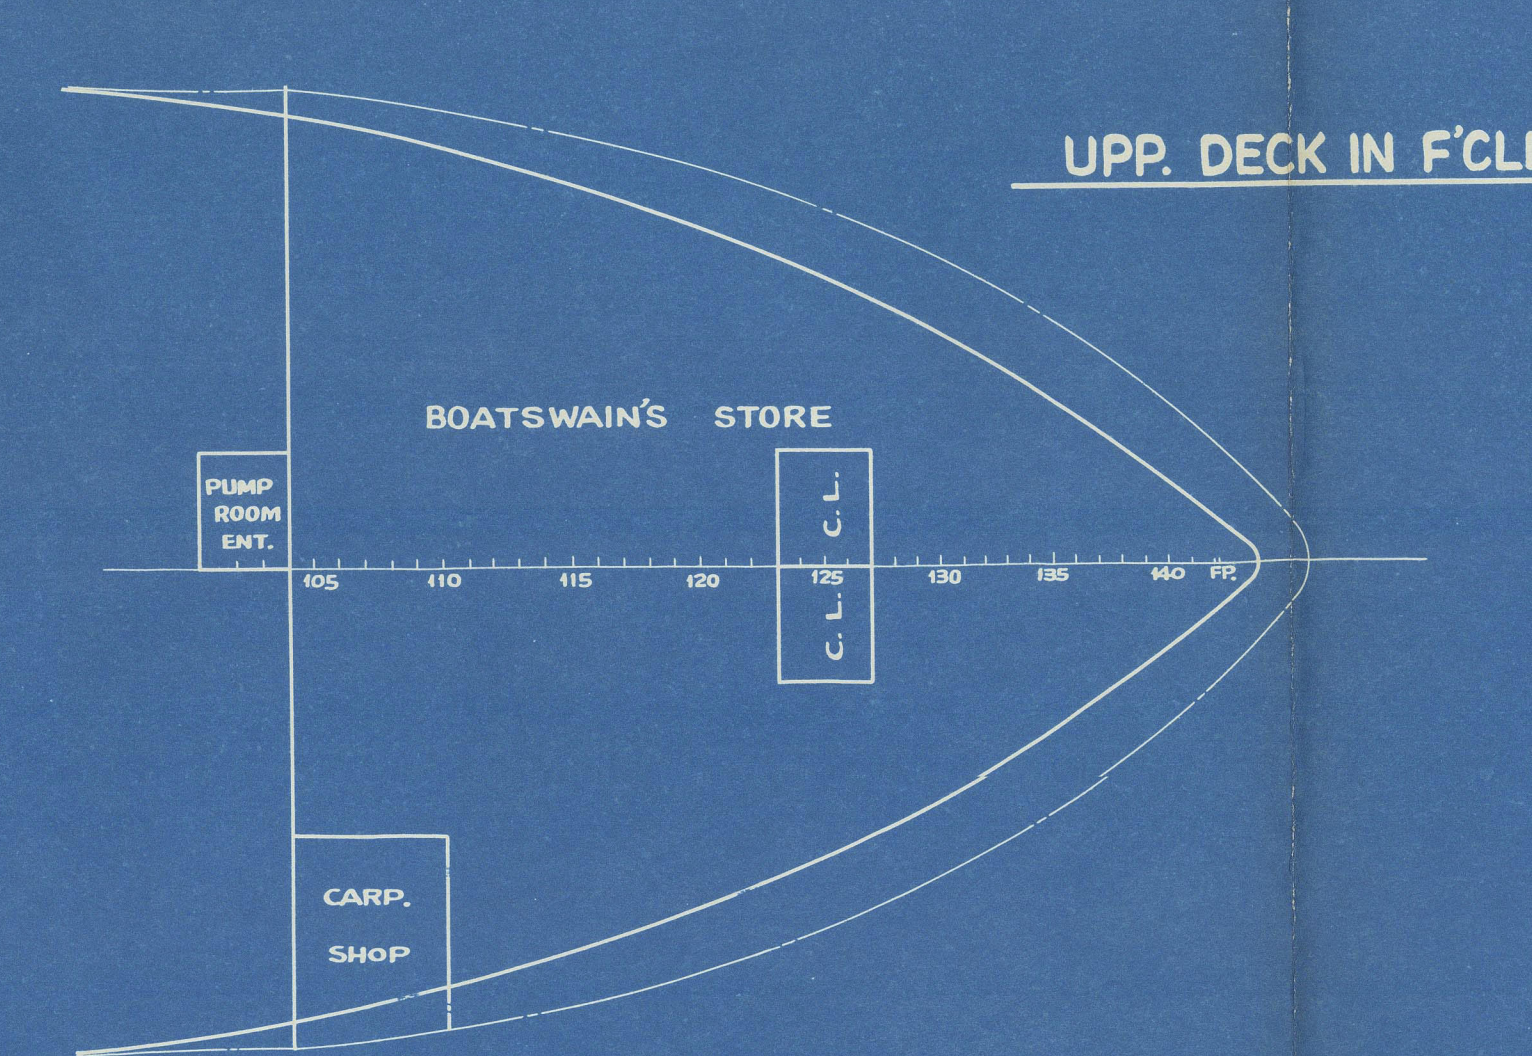 UPP. DECK IN F'CL
BOATSWAIN'S STORE
PUMP
ROOM
ENT.
C. L.
105 110 115 120 125 130 135 140 FP.
C. L.
CARP.
SHOP